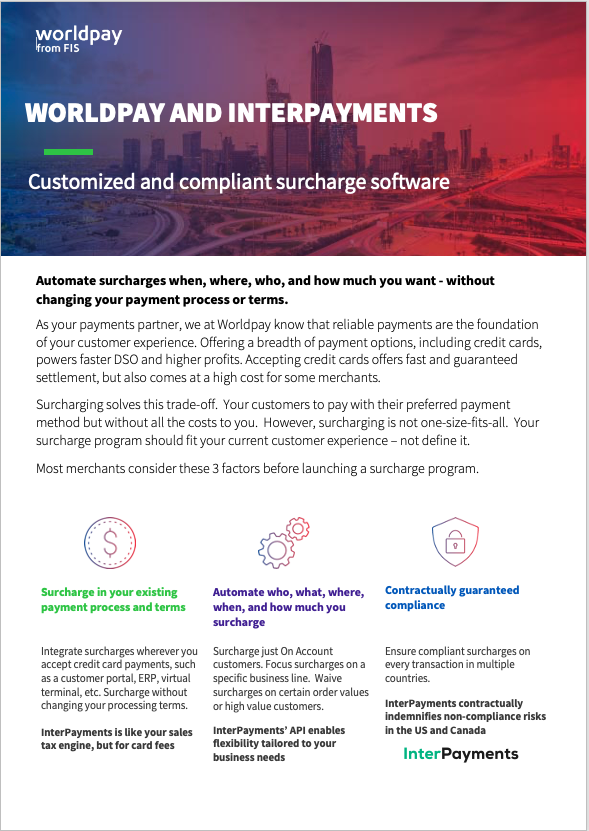 worldpay
from FIS
WORLDPAY AND INTERPAYMENTS
Customized and compliant surcharge software
Automate surcharges when, where, who, and how much you want - without
changing your payment process or terms.
As your payments partner, we at Worldpay know that reliable payments are the foundation
of your customer experience. Offering a breadth of payment options, including credit cards,
powers faster DSO and higher profits. Accepting credit cards offers fast and guaranteed
settlement, but also comes at a high cost for some merchants.
Surcharging solves this trade-off.  Your customers to pay with their preferred payment
method but without all the costs to you.  However, surcharging is not one-size-fits-all.  Your
surcharge program should fit your current customer experience – not define it.
Most merchants consider these 3 factors before launching a surcharge program.
$
Surcharge in your existing
payment process and terms
Integrate surcharges wherever you
accept credit card payments, such
as a customer portal, ERP, virtual
terminal, etc. Surcharge without
changing your processing terms.
InterPayments is like your sales
tax engine, but for card fees
Automate who, what, where,
when, and how much you
surcharge
Surcharge just On Account
customers. Focus surcharges on a
specific business line.  Waive
surcharges on certain order values
or high value customers.
InterPayments' API enables
flexibility tailored to your
business needs
Contractually guaranteed
compliance
Ensure compliant surcharges on
every transaction in multiple
countries.
InterPayments contractually
indemnifies non-compliance risks
in the US and Canada
InterPayments